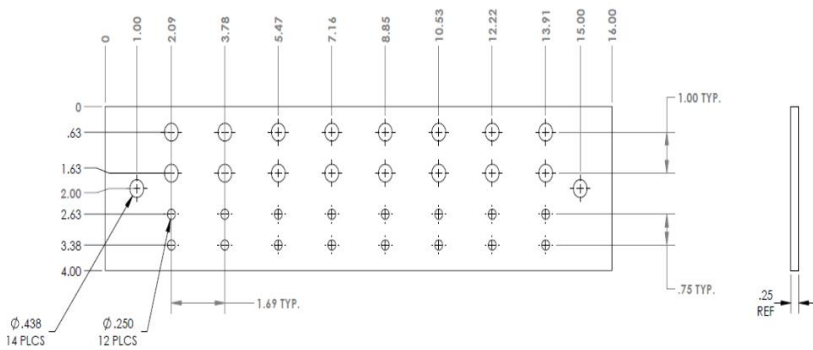 0
1.00
2.09
3.78
5.47
7.16
8.85
10.53
12.22
13.91
15.00
16.00
0
.63
1.63
2.00
2.63
3.38
4.00
1.00 TYP.
.75 TYP.
1.69 TYP.
Ø.438
14 PLCS
Ø.250
12 PLCS
.25
REF